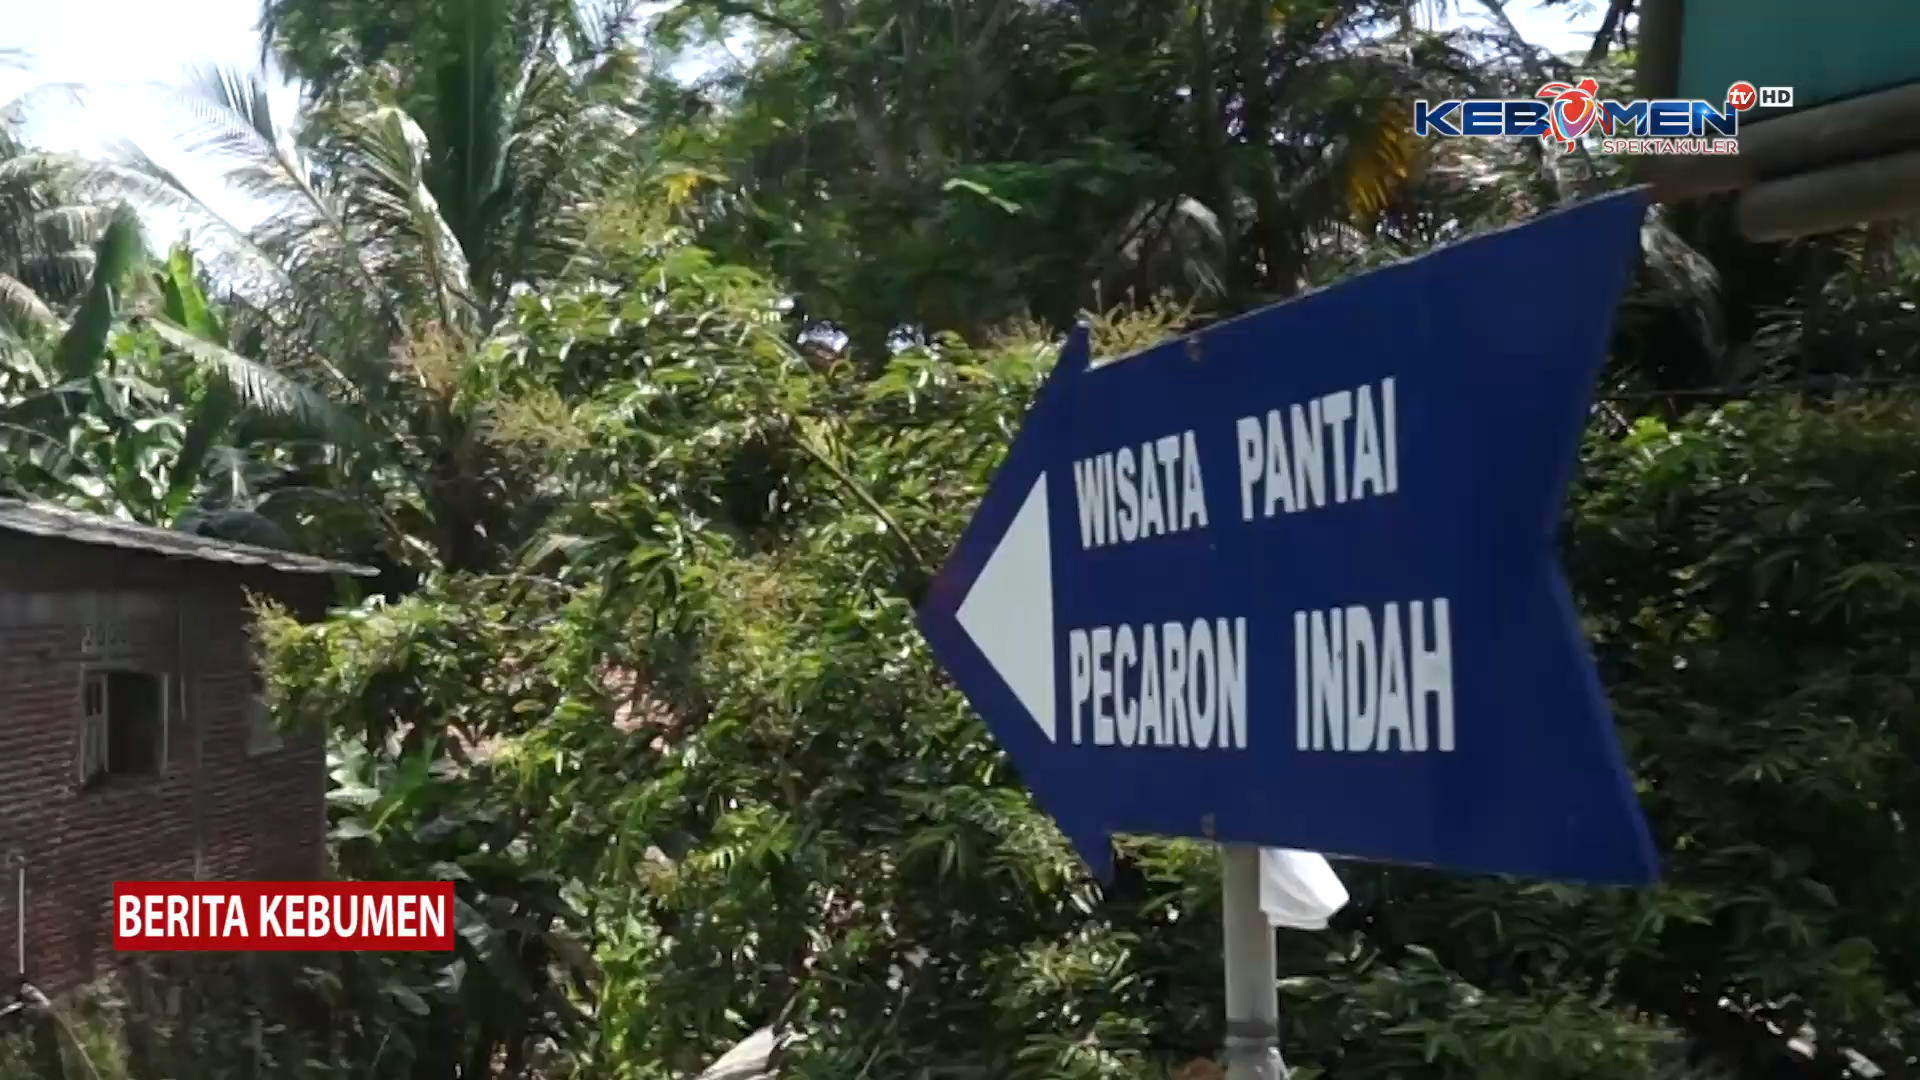 KEBUMEN tv HD
SPEKTAKULER
WISATA PANTAI
PECARON INDAH
BERITA KEBUMEN